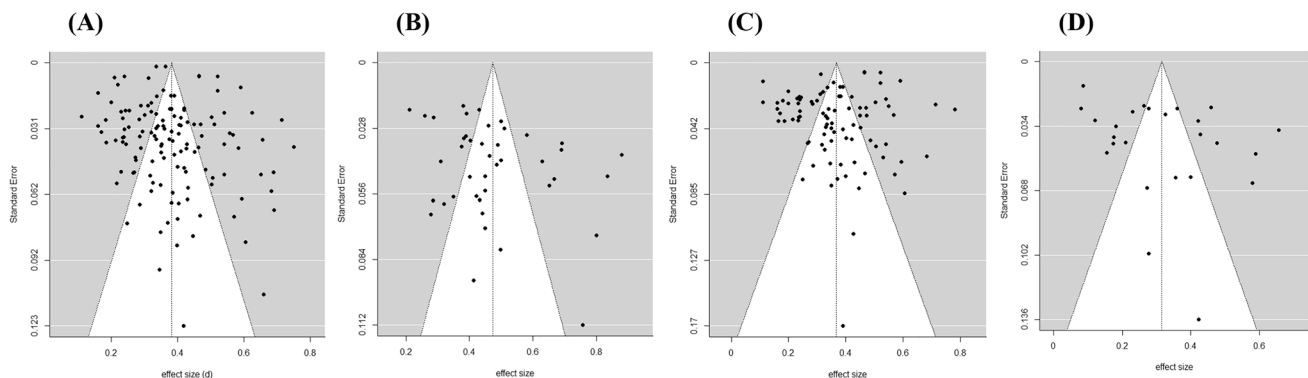 (A)
Standard Error
0
0.031
0.062
0.092
0.123
0.2 0.4 0.6 0.8
effect size (d)
(B)
Standard Error
0
0.028
0.056
0.084
0.112
0.2 0.4 0.6 0.8
effect size
(C)
Standard Error
0
0.042
0.085
0.127
0.17
0 0.2 0.4 0.6 0.8
effect size
(D)
Standard Error
0
0.034
0.068
0.102
0.136
0 0.2 0.4 0.6
effect size